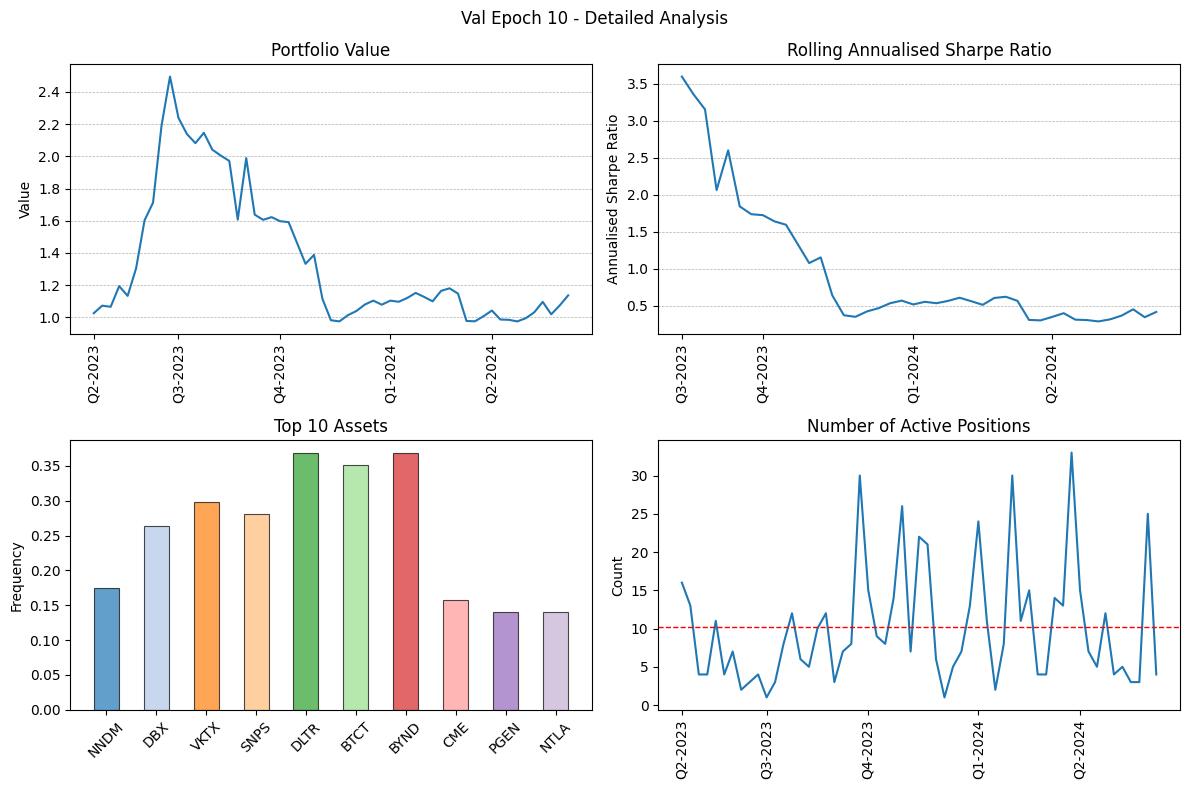 Val Epoch 10 - Detailed Analysis
Portfolio Value
Value
2.4
2.2
2.0
1.8
1.6
1.4
1.2
1.0
Q2-2023
Q3-2023
Q4-2023
Q1-2024
Q2-2024
Rolling Annualised Sharpe Ratio
Annualised Sharpe Ratio
3.5
3.0
2.5
2.0
1.5
1.0
0.5
Q3-2023
Q4-2023
Q1-2024
Q2-2024
Top 10 Assets
Frequency
0.35
0.30
0.25
0.20
0.15
0.10
0.05
0.00
NNDM
DBX
VKTX
SNPS
DLTR
BTCT
BYND
CME
PGEN
NTLA
Number of Active Positions
Count
30
25
20
15
10
5
0
Q2-2023
Q3-2023
Q4-2023
Q1-2024
Q2-2024